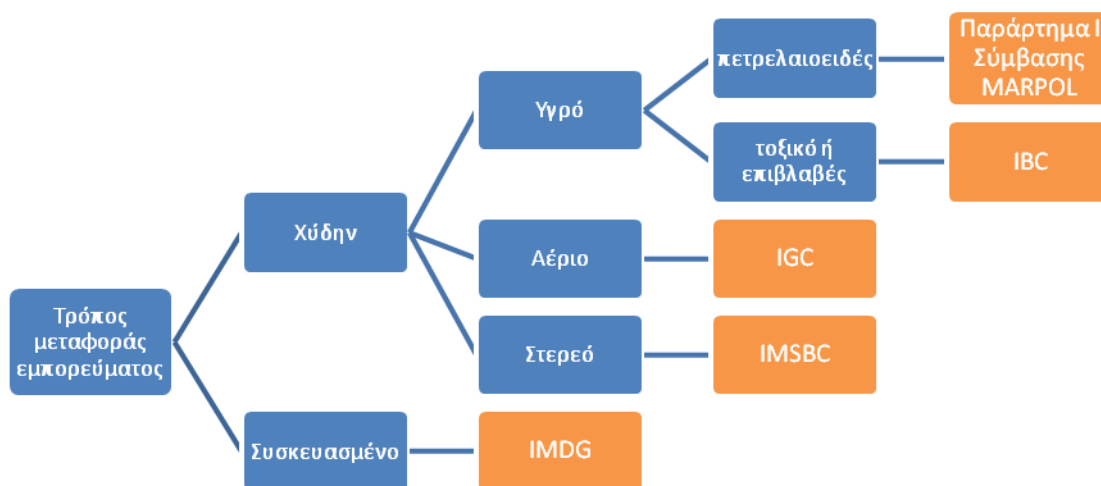 Τρόπος
μεταφοράς
εμπορεύματος
Χύδην
Υγρό
πετρελαιοειδές
Παράρτημα I
Σύμβασης
MARPOL
τοξικό ή
επιβλαβές
IBC
Αέριο
IGC
Στερεό
IMSBC
Συσκευασμένο
IMDG